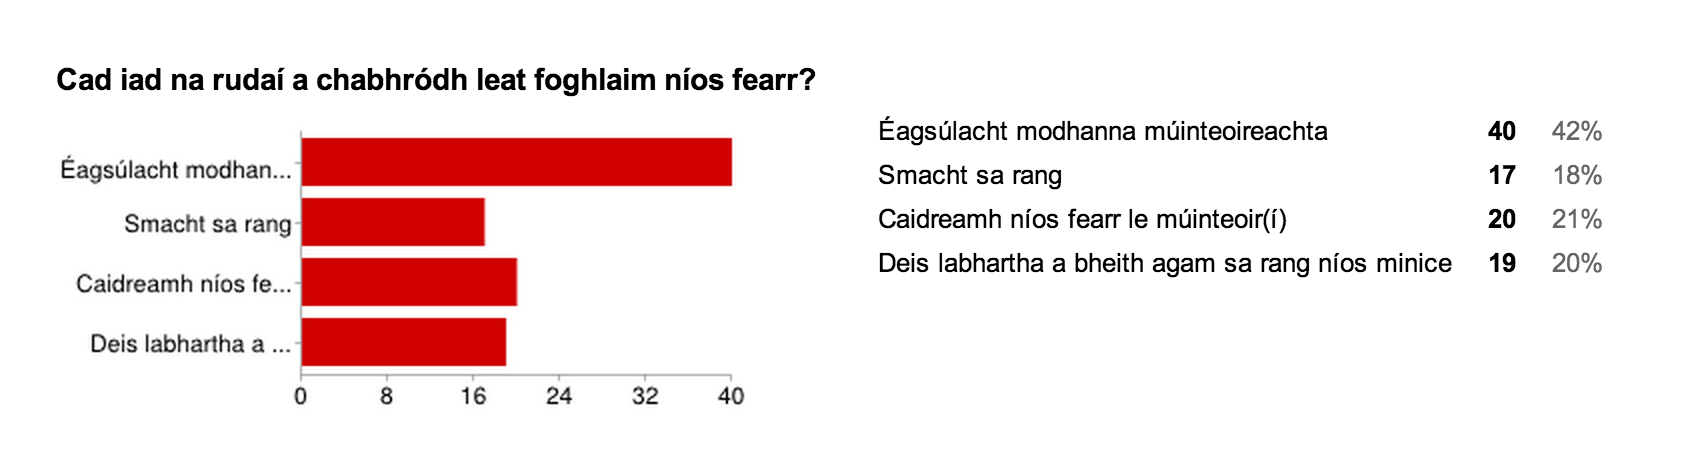 Cad iad na rudaí a chabhródh leat foghlaim níos fearr?
Éagsúlacht modhan...
Smacht sa rang
Caidreamh níos fe...
Deis labhartha a ...
0 8 16 24 32 40
Éagsúlacht modhanna múinteoireachta 40 42%
Smacht sa rang 17 18%
Caidreamh níos fearr le múinteoir(í) 20 21%
Deis labhartha a bheith agam sa rang níos minice 19 20%